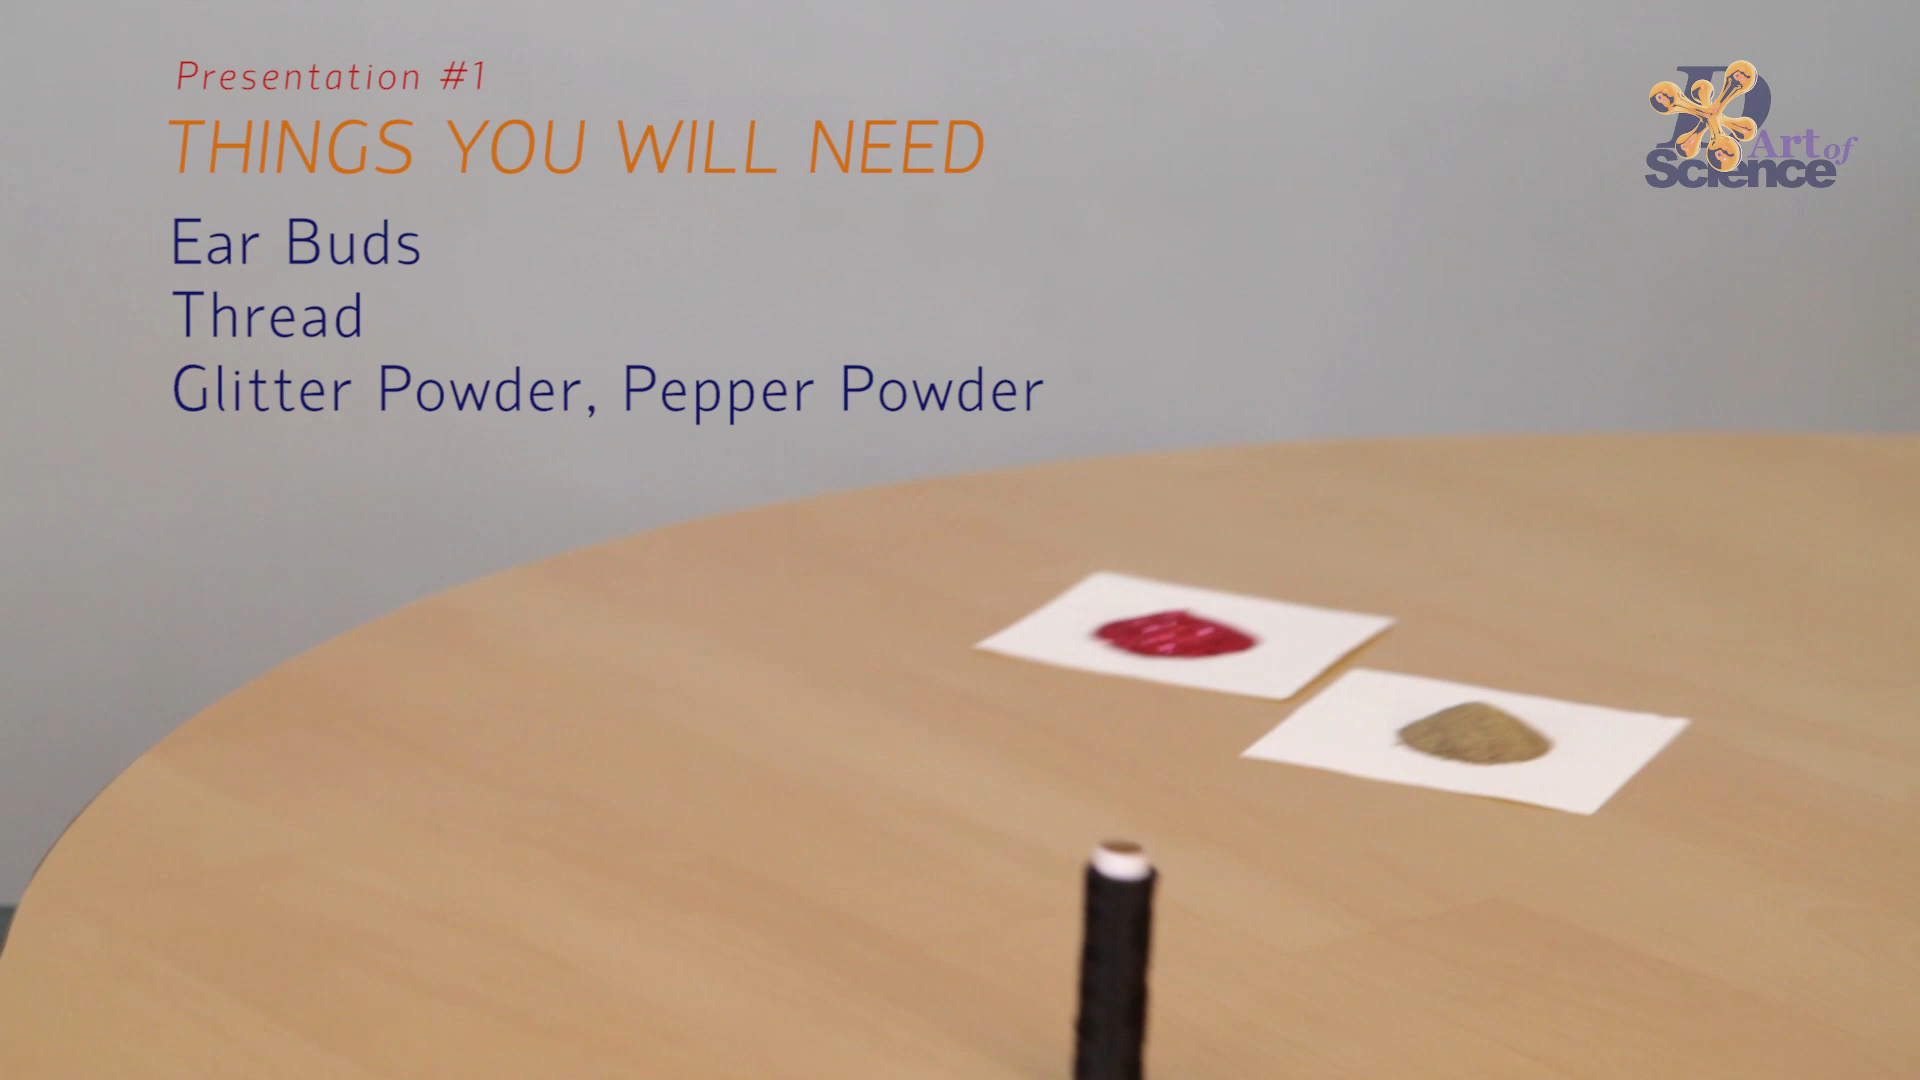 Presentation #1
THINGS YOU WILL NEED
Ear Buds
Thread
Glitter Powder, Pepper Powder
D
Art of
Science